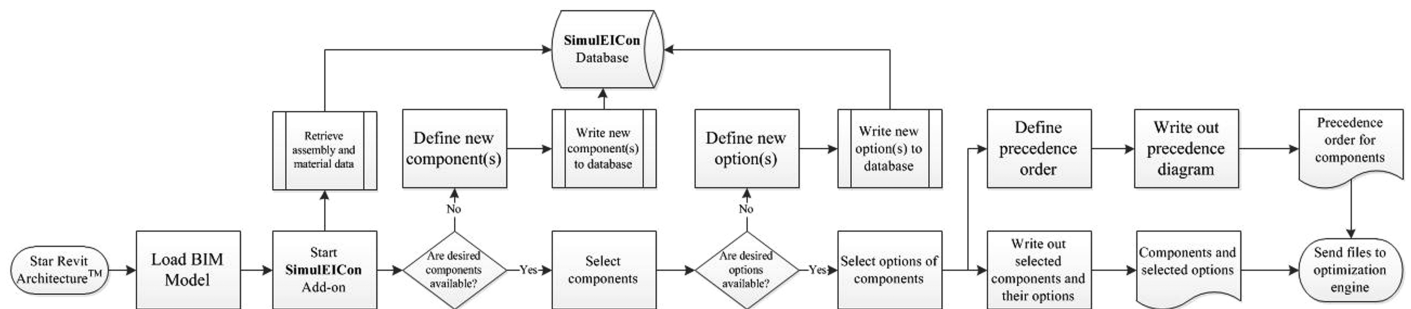 SimulEICon
Database
Retrieve
assembly and
material data
Define new
component(s)
Write new
component(s)
to database
Define new
option(s)
Write new
option(s) to
database
Define
precedence
order
Write out
precedence
diagram
Precedence
order for
components
No
No
Star Revit
Architecture™
Load BIM
Model
Start
SimulEICon
Add-on
Are desired
components
available?
Yes
Select
components
Are desired
options
available?
Yes
Select options of
components
Write out
selected
components and
their options
Components and
selected options
Send files to
optimization
engine